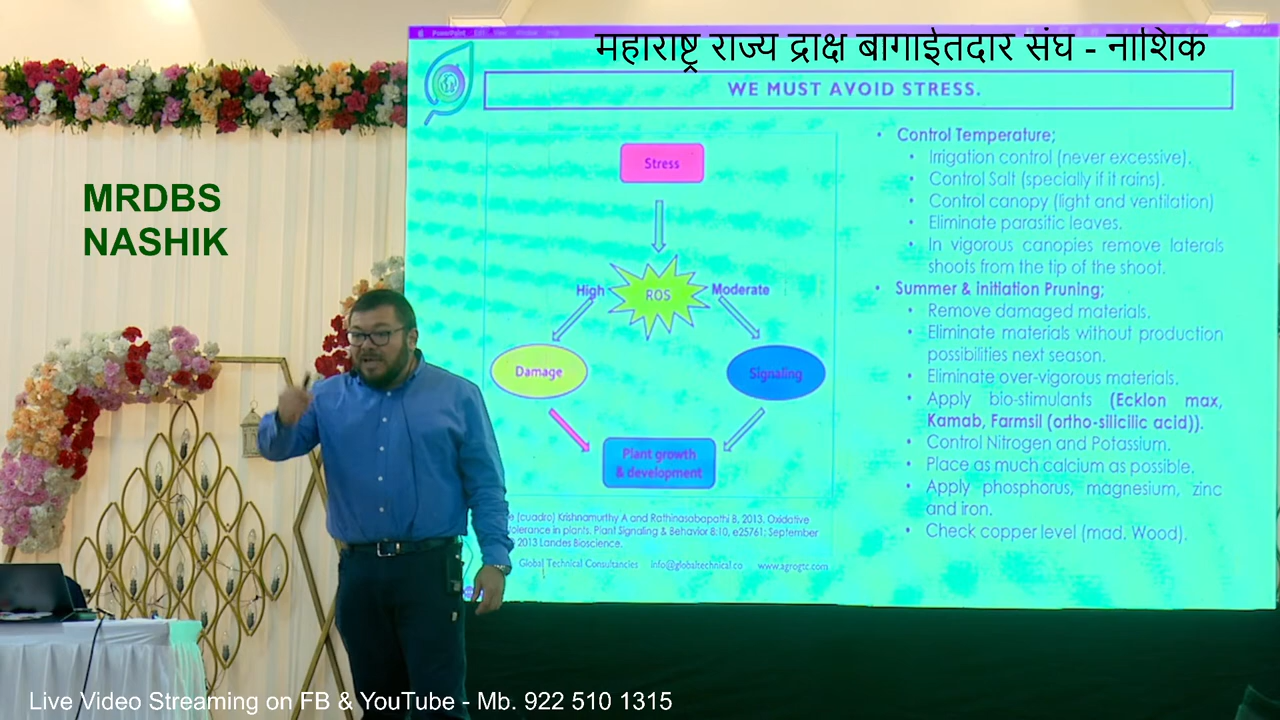 महाराष्ट्र राज्य द्राक्ष बागाईतदार संघ - नाशिक
WE MUST AVOID STRESS.
MRDBS
NASHIK
Stress
High
ROS
Moderate
Damage
Signaling
Plant growth
& development
(cuadro) Krishnamurthy A and Rathinasabapathi B, 2013. Oxidative
tolerance in plants. Plant Signaling & Behavior 8:10, e25761; September
2013 Landes Bioscience.
Global Technical Consultancies info@globaltechnical.co www.agrogtc.com
• Control Temperature;
• Irrigation control (never excessive).
• Control Salt (specially if it rains).
• Control canopy (light and ventilation)
• Eliminate parasitic leaves.
• In vigorous canopies remove laterals
shoots from the tip of the shoot.
• Summer & initiation Pruning;
• Remove damaged materials.
• Eliminate materials without production
possibilities next season.
• Eliminate over-vigorous materials.
• Apply bio-stimulants (Ecklon max,
Kamab, Farmsil (ortho-silicilic acid)).
• Control Nitrogen and Potassium.
• Place as much calcium as possible.
• Apply phosphorus, magnesium, zinc
and iron.
• Check copper level (mad. Wood).
Live Video Streaming on FB & YouTube - Mb. 922 510 1315